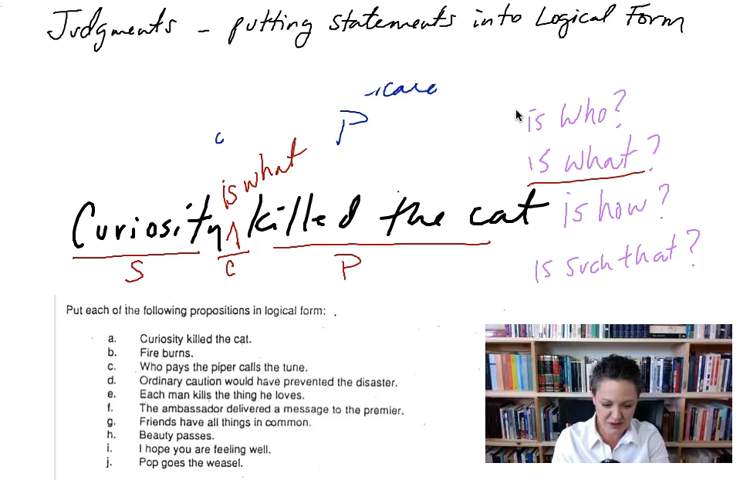 Judgments - putting statements into Logical Form
P
is who?
is what
is what?
Curiosity killed the cat
is how?
S
C
P
is such that?
Put each of the following propositions in logical form:
a. Curiosity killed the cat.
b. Fire burns.
c. Who pays the piper calls the tune.
d. Ordinary caution would have prevented the disaster.
e. Each man kills the thing he loves.
f. The ambassador delivered a message to the premier.
g. Friends have all things in common.
h. Beauty passes.
i. I hope you are feeling well.
j. Pop goes the weasel.